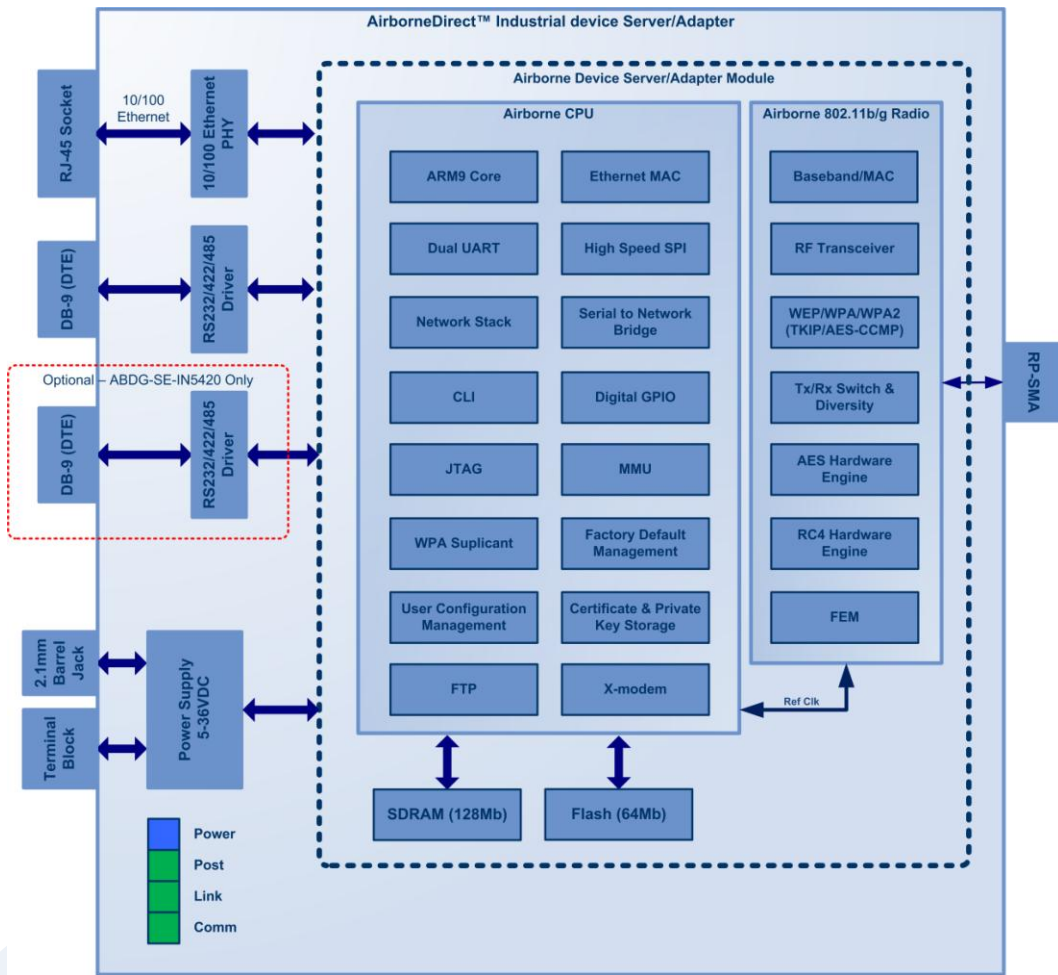 AirborneDirect™ Industrial device Server/Adapter
RJ-45 Socket
10/100
Ethernet
10/100 Ethernet
PHY
DB-9 (DTE)
RS232/422/485
Driver
Optional – ABDG-SE-IN5420 Only
DB-9 (DTE)
RS232/422/485
Driver
2.1mm
Barrel
Jack
Terminal
Block
Power Supply
5-36VDC
Power
Post
Link
Comm
Airborne Device Server/Adapter Module
Airborne CPU
ARM9 Core
Ethernet MAC
Dual UART
High Speed SPI
Network Stack
Serial to Network
Bridge
CLI
Digital GPIO
JTAG
MMU
WPA Suplicant
Factory Default
Management
User Configuration
Management
Certificate & Private
Key Storage
FTP
X-modem
SDRAM (128Mb)
Flash (64Mb)
Airborne 802.11b/g Radio
Baseband/MAC
RF Transceiver
WEP/WPA/WPA2
(TKIP/AES-CCMP)
Tx/Rx Switch &
Diversity
AES Hardware
Engine
RC4 Hardware
Engine
FEM
Ref Clk
RP-SMA